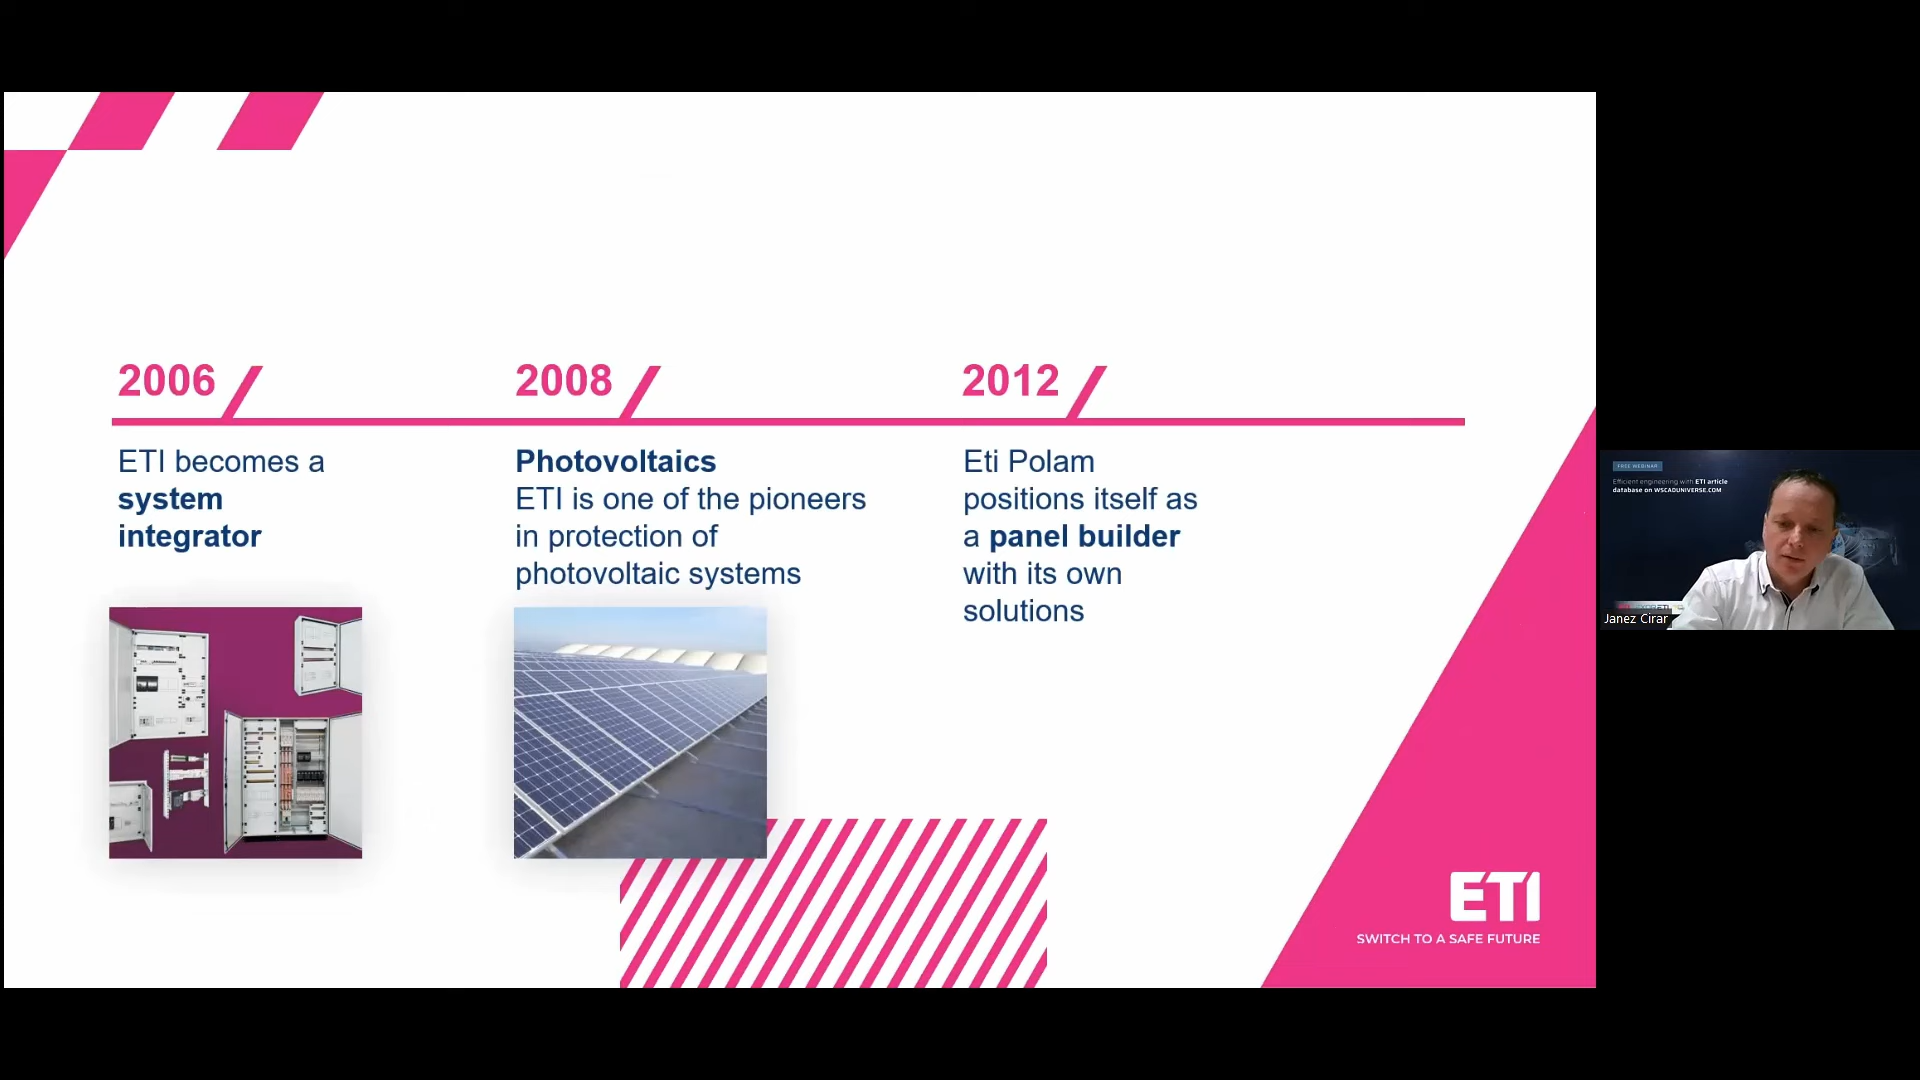 2006
ETI becomes a
system
integrator
2008
Photovoltaics
ETI is one of the pioneers
in protection of
photovoltaic systems
2012
Eti Polam
positions itself as
a panel builder
with its own
solutions
ETI
SWITCH TO A SAFE FUTURE
FREE WEBINAR
Efficient engineering with ETI article
database on WSCADUNIVERSE.COM
Janez Cirar